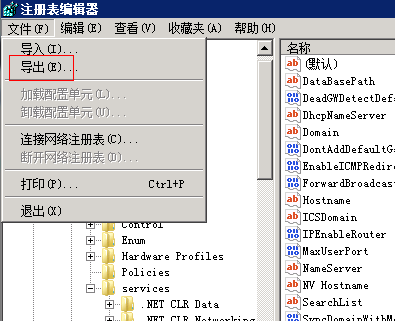 注册表编辑器
文件(F) 编辑(E) 查看(V) 收藏夹(A) 帮助(H)
导入(I)...
导出(E)...
加载配置单元(L)...
卸载配置单元(U)...
连接网络注册表(C)...
断开网络注册表(D)...
打印(P)... Ctrl+P
退出(X)
Control
Enum
Hardware Profiles
Policies
services
.NET CLR Data
.NET CLR Networking
名称
(默认)
DataBasePath
DeadGWDetectDef
DhcpNameServer
Domain
DontAddDefaultG
EnableICMPRedire
ForwardBroadcast
Hostname
ICSDomain
IPEnableRouter
MaxUserPort
NameServer
NV Hostname
SearchList
SyncDomainWithM